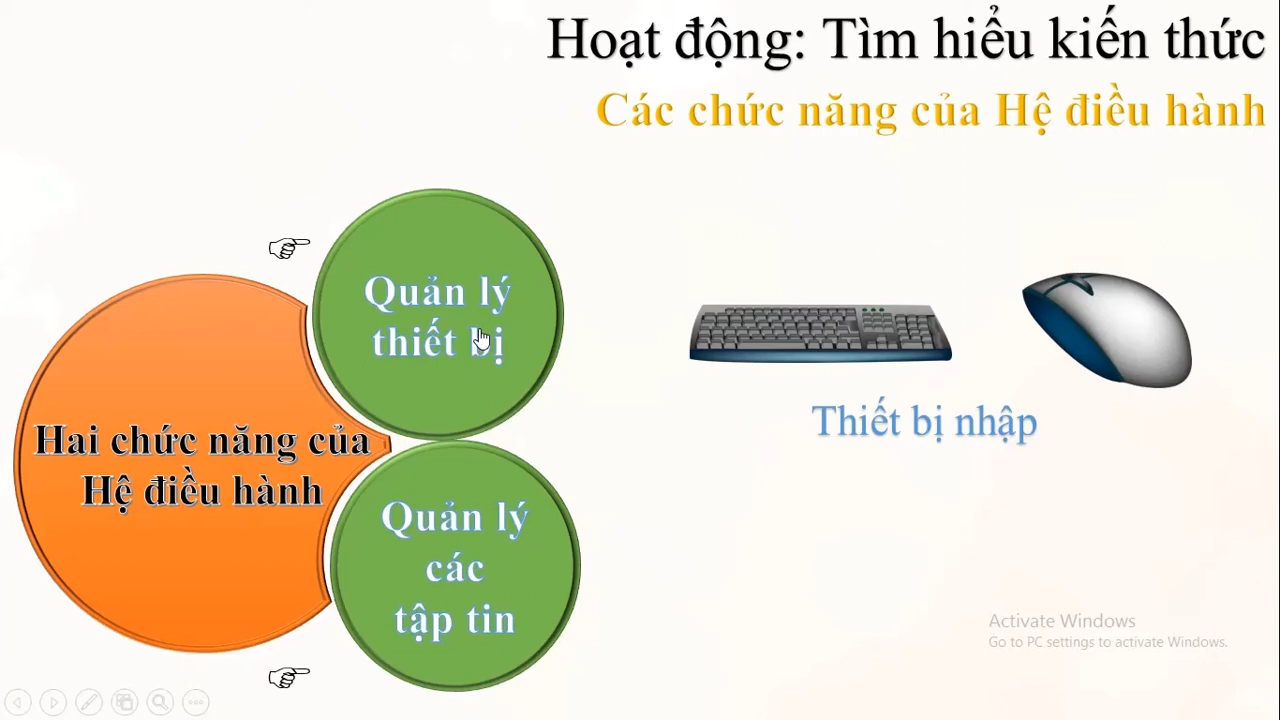 Hoạt động: Tìm hiểu kiến thức
Các chức năng của Hệ điều hành
Quản lý
thiết bị
Hai chức năng của
Hệ điều hành
Quản lý
các
tập tin
Thiết bị nhập
Activate Windows
Go to PC settings to activate Windows.